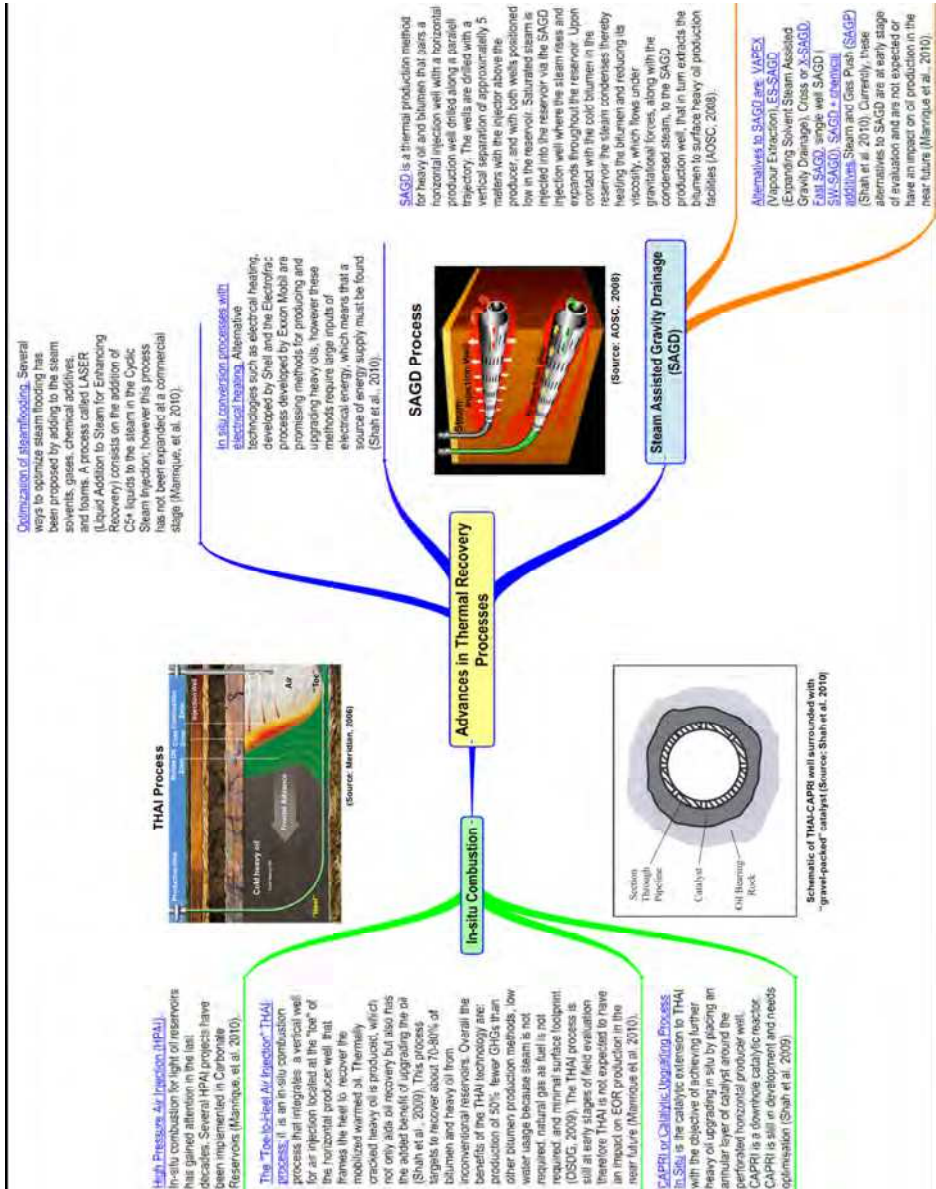 Advances in Thermal Recovery
Processes
In-situ Combustion
High Pressure Air Injection (HPAI).
In-situ combustion for light oil reservoirs
has gained attention in the last
decades. Several HPAI projects have
been implemented in Carbonate
Reservoirs (Manrique, et al. 2010).
The "Toe-to-Heel Air Injection" THAI
process; it is an in-situ combustion
process that integrates a vertical well
for air injection located at the "toe" of
the horizontal producer well that
frames the heel to recover the
mobilized warmed oil. Thermally
cracked heavy oil is produced, which
not only aids oil recovery but also has
the added benefit of upgrading the oil
(Shah et al., 2009). This process
targets to recover about 70-80% of
bitumen and heavy oil from
inconventional reservoirs. Overall the
benefits of the THAI technology are:
production of 50% fewer GHGs than
other bitumen production methods, low
water usage because steam is not
required, natural gas as fuel is not
required, and minimal surface footprint.
(OSDG, 2009). The THAI process is
still at early stages of field evaluation
therefore THAI is not expected to have
an impact on EOR production in the
near future (Manrique et al. 2010).
CAPRI or Catalytic Upgrading Process
In Situ is the catalytic extension to THAI
with the objective of achieving further
heavy oil upgrading in situ by placing an
annular layer of catalyst around the
perforated horizontal producer well.
CAPRI is a downhole catalytic reactor.
CAPRI is still in development and needs
optimisation (Shah et al. 2009)
THAI Process
Production Well
Mobile Oil
Zone
Coke Combustion
Zone
Injection Well
Cold heavy oil
Frontal Advance
Air
"Heel"
"Toe"
(Source: Meridian, 2006)
Section
Through
Pipeline
Catalyst
Oil Bearing
Rock
Schematic of THAI-CAPRI well surrounded with
"gravel-packed" catalyst (Source: Shah et al. 2010)
Optimization of steamflooding. Several
ways to optimize steam flooding has
been proposed by adding to the steam
solvents, gases, chemical additives,
and foams. A process called LASER
(Liquid Addition to Steam for Enhancing
Recovery) consists on the addition of
C5+ liquids to the steam in the Cyclic
Steam Injection; however this process
has not been expanded at a commercial
stage (Manrique, et al. 2010).
In situ conversion processes with
electrical heating. Alternative
technologies such as electrical heating,
developed by Shell and the Electrofrac
process developed by Exxon Mobil are
promissing methods for producing and
upgrading heavy oils, however these
methods require large inputs of
electrical energy, which means that a
source of energy supply must be found
(Shah et al., 2010).
SAGD Process
Steam
Injection Well
(Source: AOSC, 2008)
Steam Assisted Gravity Drainage
(SAGD)
SAGD is a thermal production method
for heavy oil and bitumen that pairs a
horizontal injection well with a horizontal
production well drilled along a parallell
trajectory. The wells are drilled with a
vertical separation of approximatelly 5
meters with the injector above the
producer, and with both wells positioned
low in the reservoir. Saturated steam is
injected into the reservoir via the SAGD
injection well where the steam rises and
expands throughout the reservoir. Upon
contact with the cold bitumen in the
reservoir the steam condenses thereby
heating the bitumen and reducing its
viscosity, which flows under
gravitational forces, along with the
condensed steam, to the SAGD
production well, that in turn extracts the
bitumen to surface heavy oil production
facilities (AOSC, 2008).
Alternatives to SAGD are: VAPEX
(Vapour Extraction), ES-SAGD
(Expanding Solvent Steam Assisted
Gravity Drainage), Cross or X-SAGD,
Fast SAGD, single well SAGD (
SW-SAGD), SAGD + chemical
additives, Steam and Gas Push (SAGP)
(Shah et al. 2010). Currently, these
alternatives to SAGD are at early stage
of evaluation and are not expected or
have an impact on oil production in the
near future (Manrique et al. 2010).